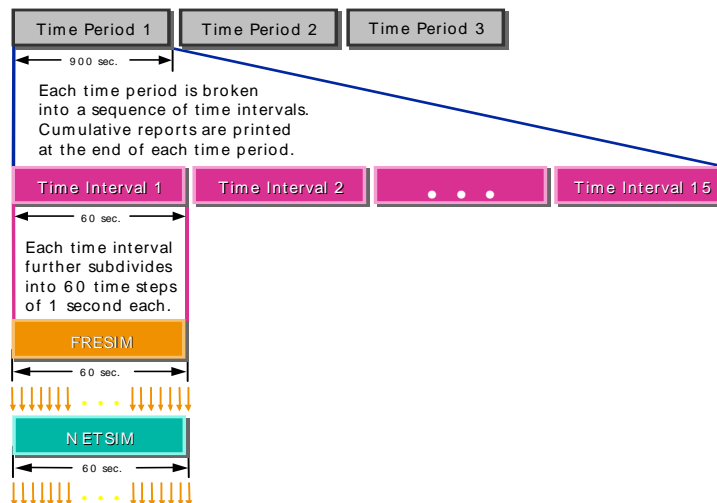 Time Period 1 Time Period 2 Time Period 3
900 sec.
Each time period is broken
into a sequence of time intervals.
Cumulative reports are printed
at the end of each time period.
Time Interval 1 Time Interval 2 • • • Time Interval 15
60 sec.
Each time interval
further subdivides
into 60 time steps
of 1 second each.
FRESIM
60 sec.
• • •
NETSIM
60 sec.
• • •